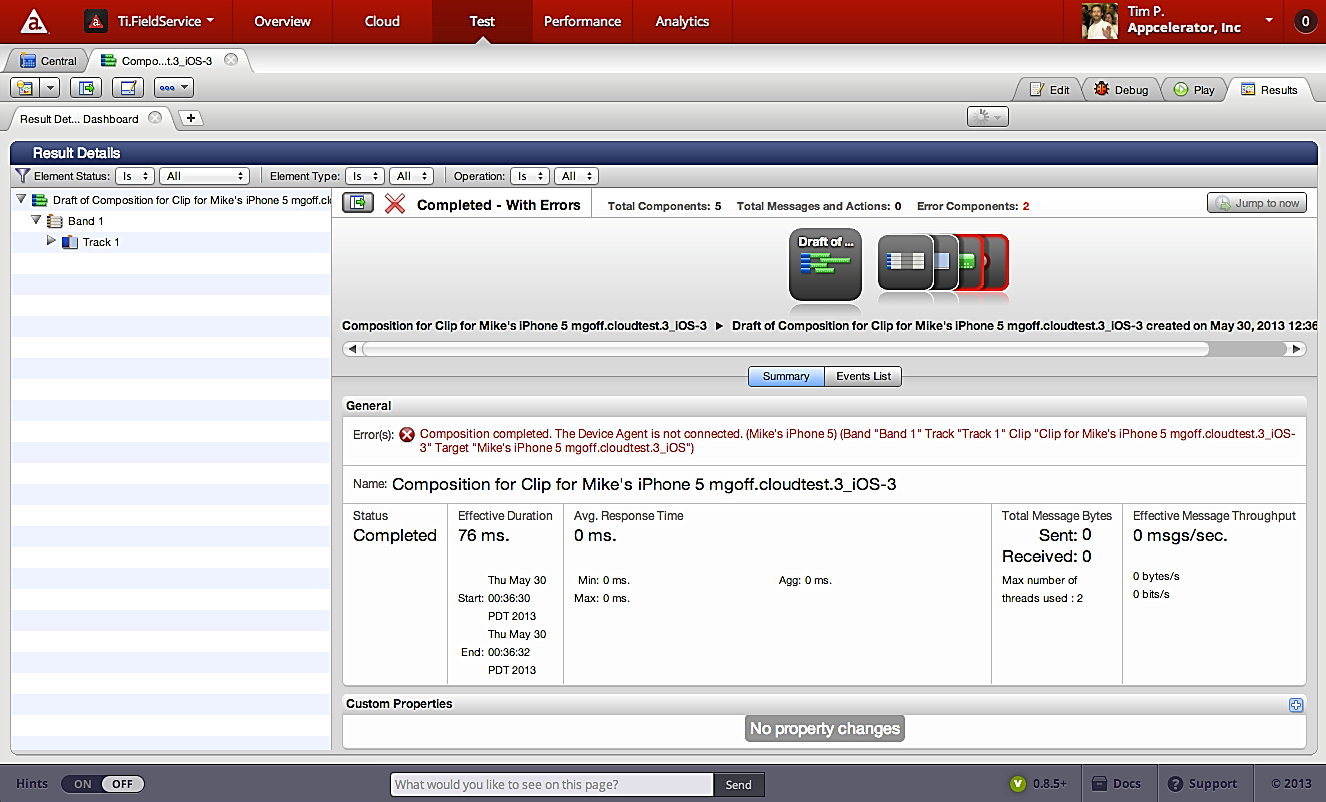 Ti.FieldService
Overview
Cloud
Test
Performance
Analytics
Tim P.
Appcelerator, Inc
0
Central
Compo...t.3_iOS-3
Edit
Debug
Play
Results
Result Det... Dashboard
Result Details
Element Status: Is All Element Type: Is All Operation: Is All
Draft of Composition for Clip for Mike's iPhone 5 mgoff.cl
Band 1
Track 1
Completed - With Errors
Total Components: 5 Total Messages and Actions: 0 Error Components: 2
Jump to now
Draft of ...
Composition for Clip for Mike's iPhone 5 mgoff.cloudtest.3_iOS-3 ▶ Draft of Composition for Clip for Mike's iPhone 5 mgoff.cloudtest.3_iOS-3 created on May 30, 2013 12:36
Summary
Events List
General
Error(s): Composition completed. The Device Agent is not connected. (Mike's iPhone 5) (Band "Band 1" Track "Track 1" Clip "Clip for Mike's iPhone 5 mgoff.cloudtest.3_iOS-
3" Target "Mike's iPhone 5 mgoff.cloudtest.3_iOS")
Name: Composition for Clip for Mike's iPhone 5 mgoff.cloudtest.3_iOS-3
Status
Completed
Effective Duration
76 ms.
Thu May 30
Start: 00:36:30
PDT 2013
Thu May 30
End: 00:36:32
PDT 2013
Avg. Response Time
0 ms.
Min: 0 ms.
Agg: 0 ms.
Max: 0 ms.
Total Message Bytes
Sent: 0
Received: 0
Max number of
threads used : 2
Effective Message Throughput
0 msgs/sec.
0 bytes/s
0 bits/s
Custom Properties
No property changes
Hints
ON
OFF
What would you like to see on this page?
Send
0.8.5+
Docs
Support
© 2013